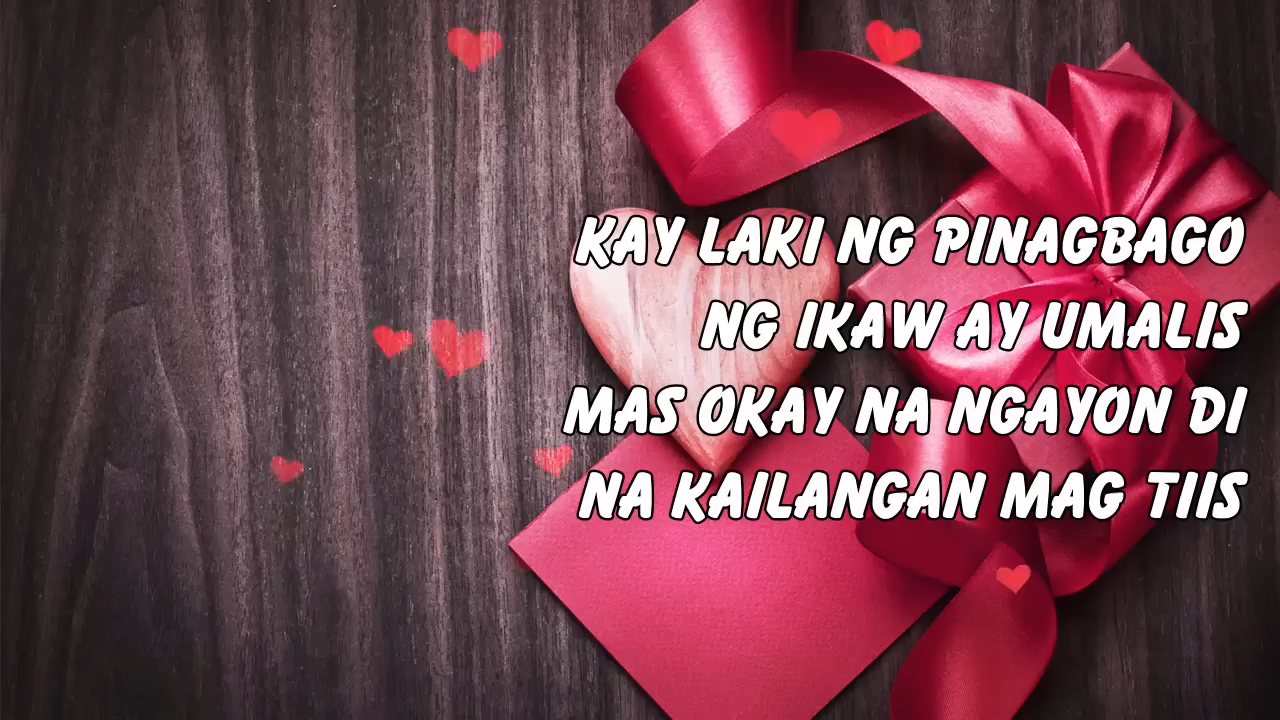 KAY LAKI NG PINAGBAGO
NG IKAW AY UMALIS
MAS OKAY NA NGAYON DI
NA KAILANGAN MAG TIIS